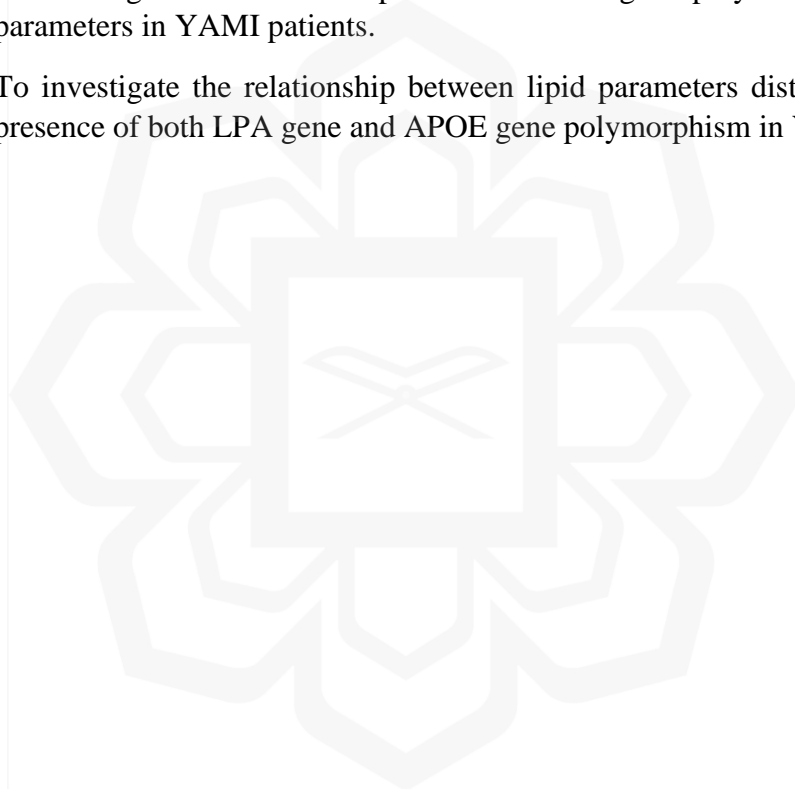 parameters in YAMI patients.
To investigate the relationship between lipid parameters
presence of both LPA gene and APOE gene polymorphism in